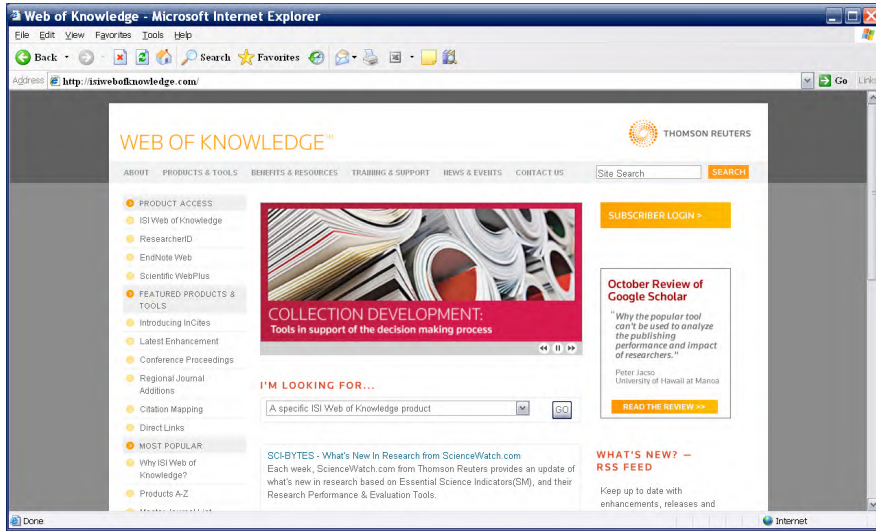 Web of Knowledge - Microsoft Internet Explorer
File Edit View Favorites Tools Help
Back Search Favorites
Address http://isiwebofknowledge.com/ Go Links
WEB OF KNOWLEDGE™
THOMSON REUTERS
ABOUT PRODUCTS & TOOLS BENEFITS & RESOURCES TRAINING & SUPPORT NEWS & EVENTS CONTACT US
Site Search SEARCH
PRODUCT ACCESS
ISI Web of Knowledge
ResearcherID
EndNote Web
Scientific WebPlus
FEATURED PRODUCTS &
TOOLS
Introducing InCites
Latest Enhancement
Conference Proceedings
Regional Journal
Additions
Citation Mapping
Direct Links
MOST POPULAR
Why ISI Web of
Knowledge?
Products A-Z
Master Journal List
COLLECTION DEVELOPMENT:
Tools in support of the decision making process
I'M LOOKING FOR...
A specific ISI Web of Knowledge product GO
SCI-BYTES - What's New In Research from ScienceWatch.com
Each week, ScienceWatch.com from Thomson Reuters provides an update of
what's new in research based on Essential Science Indicators(SM), and their
Research Performance & Evaluation Tools.
SUBSCRIBER LOGIN >
October Review of
Google Scholar
"Why the popular tool
can't be used to analyze
the publishing
performance and impact
of researchers."
Peter Jacso
University of Hawaii at Manoa
READ THE REVIEW >>
WHAT'S NEW? —
RSS FEED
Keep up to date with
enhancements, releases and
Done Internet